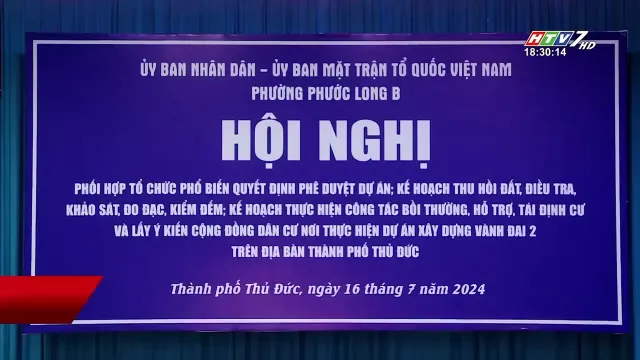 HTV7 HD
18:30:14
ỦY BAN NHÂN DÂN – ỦY BAN MẶT TRẬN TỔ QUỐC VIỆT NAM
PHƯỜNG PHƯỚC LONG B
HỘI NGHỊ
PHỐI HỢP TỔ CHỨC PHỔ BIẾN QUYẾT ĐỊNH PHÊ DUYỆT DỰ ÁN; KẾ HOẠCH THU HỒI ĐẤT, ĐIỀU TRA,
KHẢO SÁT, ĐO ĐẠC, KIỂM ĐẾM; KẾ HOẠCH THỰC HIỆN CÔNG TÁC BỒI THƯỜNG, HỖ TRỢ, TÁI ĐỊNH CƯ
VÀ LẤY Ý KIẾN CỘNG ĐỒNG DÂN CƯ NƠI THỰC HIỆN DỰ ÁN XÂY DỰNG VÀNH ĐAI 2
TRÊN ĐỊA BÀN THÀNH PHỐ THỦ ĐỨC
Thành phố Thủ Đức, ngày 16 tháng 7 năm 2024